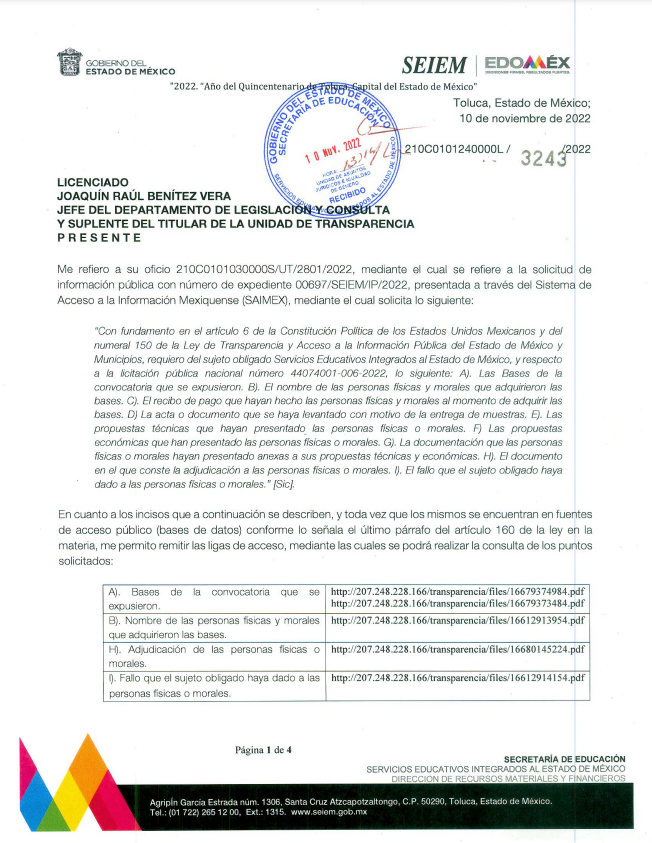 GOBIERNO DEL
ESTADO DE MÉXICO
SEIEM
EDOMÉX
DECISIONES FIRMES, RESULTADOS FUERTES.
"2022. "Año del Quincentenario de Toluca, Capital del Estado de México"
Toluca, Estado de México;
10 de noviembre de 2022
210C0101240000L / 3243 /2022
GOBIERNO DEL ESTADO DE MÉXICO
SECRETARÍA DE EDUCACIÓN
10 NOV. 2022
HORA:
UNIDAD DE ASUNTOS
JURÍDICOS E IGUALDAD
DE GÉNERO
RECIBIDO
SERVICIOS EDUCATIVOS INTEGRADOS AL ESTADO DE MÉXICO
LICENCIADO
JOAQUÍN RAÚL BENÍTEZ VERA
JEFE DEL DEPARTAMENTO DE LEGISLACIÓN Y CONSULTA
Y SUPLENTE DEL TITULAR DE LA UNIDAD DE TRANSPARENCIA
P R E S E N T E
Me refiero a su oficio 210C0101030000S/UT/2801/2022, mediante el cual se refiere a la solicitud de
información pública con número de expediente 00697/SEIEM/IP/2022, presentada a través del Sistema de
Acceso a la Información Mexiquense (SAIMEX), mediante el cual solicita lo siguiente:
"Con fundamento en el artículo 6 de la Constitución Política de los Estados Unidos Mexicanos y del
numeral 150 de la Ley de Transparencia y Acceso a la Información Pública del Estado de México y
Municipios, requiero del sujeto obligado Servicios Educativos Integrados al Estado de México, y respecto
a la licitación pública nacional número 44074001-006-2022, lo siguiente: A). Las Bases de la
convocatoria que se expusieron. B). El nombre de las personas físicas y morales que adquirieron las
bases. C). El recibo de pago que hayan hecho las personas físicas y morales al momento de adquirir las
bases. D) La acta o documento que se haya levantado con motivo de la entrega de muestras. E). Las
propuestas técnicas que hayan presentado las personas físicas o morales. F) Las propuestas
económicas que han presentado las personas físicas o morales. G). La documentación que las personas
físicas o morales hayan presentado anexas a sus propuestas técnicas y económicas. H). El documento
en el que conste la adjudicación a las personas físicas o morales. I). El fallo que el sujeto obligado haya
dado a las personas físicas o morales." [Sic].
En cuanto a los incisos que a continuación se describen, y toda vez que los mismos se encuentran en fuentes
de acceso público (bases de datos) conforme lo señala el último párrafo del artículo 160 de la ley en la
materia, me permito remitir las ligas de acceso, mediante las cuales se podrá realizar la consulta de los puntos
solicitados:
A). Bases de la convocatoria que se
expusieron.
http://207.248.228.166/transparencia/files/16679374984.pdf
http://207.248.228.166/transparencia/files/16679373484.pdf
B). Nombre de las personas físicas y morales
que adquirieron las bases.
http://207.248.228.166/transparencia/files/16612913954.pdf
H). Adjudicación de las personas físicas o
morales.
http://207.248.228.166/transparencia/files/16680145224.pdf
I). Fallo que el sujeto obligado haya dado a las
personas físicas o morales.
http://207.248.228.166/transparencia/files/16612914154.pdf
Página 1 de 4
SECRETARÍA DE EDUCACIÓN
SERVICIOS EDUCATIVOS INTEGRADOS AL ESTADO DE MÉXICO
DIRECCIÓN DE RECURSOS MATERIALES Y FINANCIEROS
Agripín García Estrada núm. 1306, Santa Cruz Atzcapotzaltongo, C.P. 50290, Toluca, Estado de México.
Tel.: (01 722) 265 12 00, Ext.: 1315. www.seiem.gob.mx